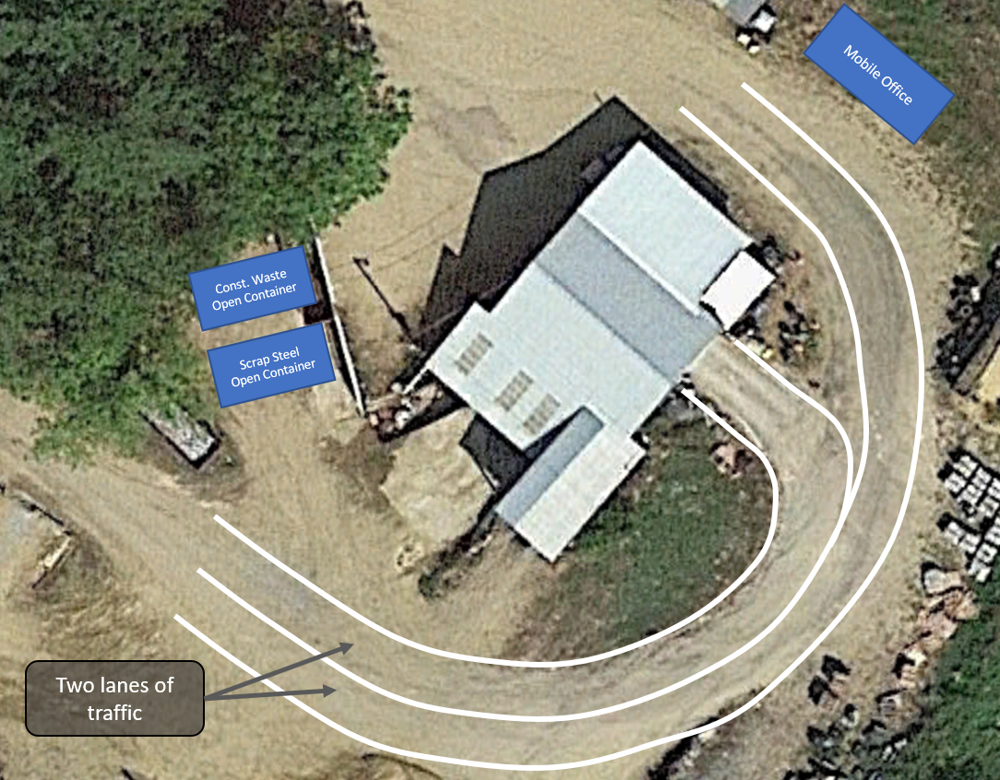 Mobile Office
Const. Waste
Open Container
Scrap Steel
Open Container
Two lanes of
traffic